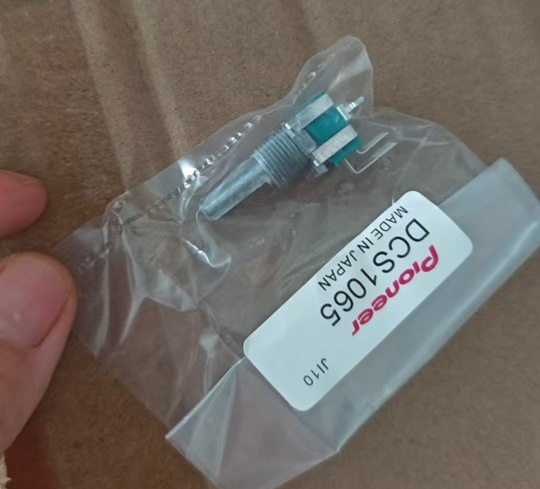 Pioneer
DCS1065
MADE IN JAPAN
JI10